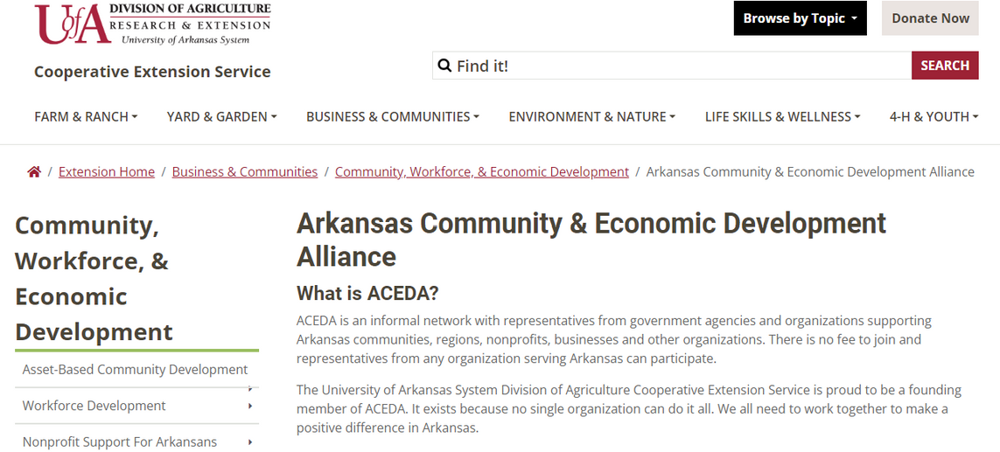 UofA DIVISION OF AGRICULTURE
RESEARCH & EXTENSION
University of Arkansas System
Browse by Topic
Donate Now
Cooperative Extension Service
Find it!
SEARCH
FARM & RANCH YARD & GARDEN BUSINESS & COMMUNITIES ENVIRONMENT & NATURE LIFE SKILLS & WELLNESS 4-H & YOUTH
/ Extension Home / Business & Communities / Community, Workforce, & Economic Development / Arkansas Community & Economic Development Alliance
Community,
Workforce, &
Economic
Development
Asset-Based Community Development
Workforce Development
Nonprofit Support For Arkansans
Arkansas Community & Economic Development
Alliance
What is ACEDA?
ACEDA is an informal network with representatives from government agencies and organizations supporting
Arkansas communities, regions, nonprofits, businesses and other organizations. There is no fee to join and
representatives from any organization serving Arkansas can participate.
The University of Arkansas System Division of Agriculture Cooperative Extension Service is proud to be a founding
member of ACEDA. It exists because no single organization can do it all. We all need to work together to make a
positive difference in Arkansas.